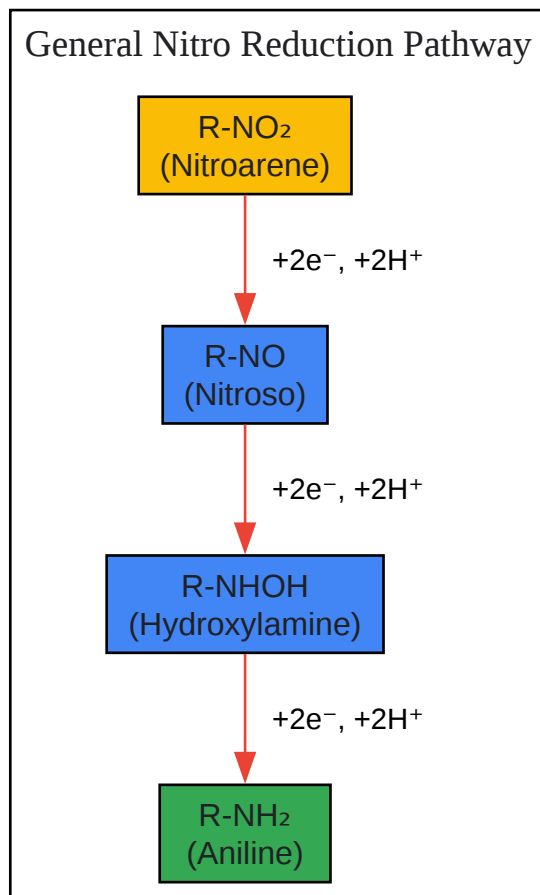 General Nitro Reduction Pathway
R-NO₂
(Nitroarene)
+2e⁻, +2H⁺
R-NO
(Nitroso)
+2e⁻, +2H⁺
R-NHOH
(Hydroxylamine)
+2e⁻, +2H⁺
R-NH₂
(Aniline)